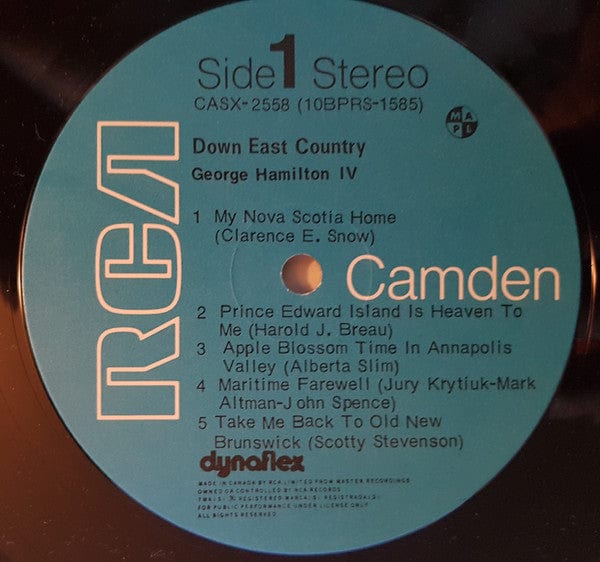 Side 1 Stereo
CASX-2558 (10BPRS-1585)
MAPL
Down East Country
George Hamilton IV
RCA
1 My Nova Scotia Home
(Clarence E. Snow)
Camden
2 Prince Edward Island Is Heaven To
Me (Harold J. Breau)
3 Apple Blossom Time In Annapolis
Valley (Alberta Slim)
4 Maritime Farewell (Jury Krytiuk-Mark
Altman-John Spence)
5 Take Me Back To Old New
Brunswick (Scotty Stevenson)
dynaflex
MADE IN CANADA BY RCA LIMITED FROM MASTER RECORDINGS
OWNED OR CONTROLLED BY RCA RECORDS
TMK(S) ® REGISTERED MARCA(S) REGISTRADA(S)
FOR PUBLIC PERFORMANCE UNDER LICENSE ONLY
ALL RIGHTS RESERVED